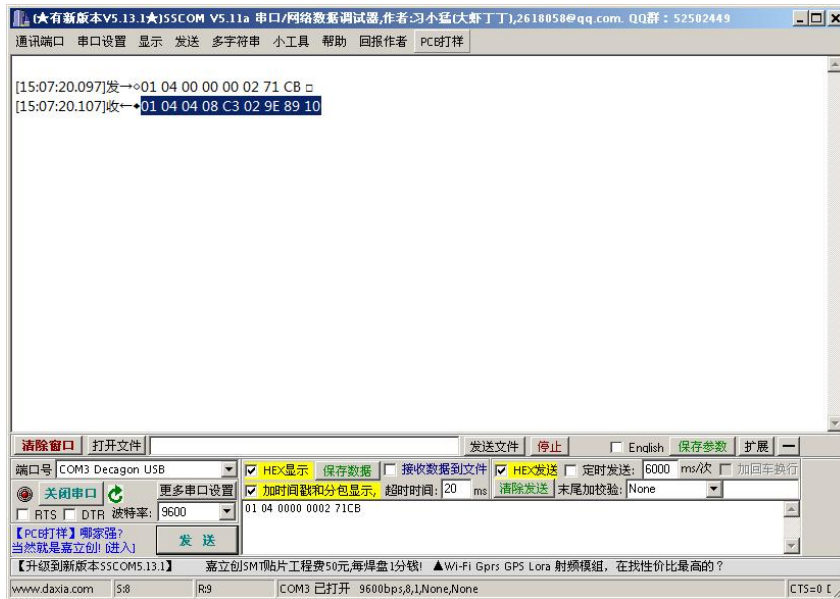 (★有新版本V5.13.1★)SSCOM V5.11a 串口/网络数据调试器,作者:习小猛(大虾丁丁),2618058@qq.com. QQ群: 52502449
通讯端口 串口设置 显示 发送 多字符串 小工具 帮助 回报作者 PCB打样
[15:07:20.097]发→◇01 04 00 00 00 02 71 CB □
[15:07:20.107]收←◆01 04 04 08 C3 02 9E 89 10
清除窗口 打开文件 发送文件 停止 English 保存参数 扩展 —
端口号 COM3 Decagon USB HEX显示 保存数据 接收数据到文件 HEX发送 定时发送: 6000 ms/次 加回车换行
关闭串口 更多串口设置 加时间戳和分包显示, 超时时间: 20 ms 清除发送 末尾加校验: None
RTS DTR 波特率: 9600 01 04 0000 0002 71CB
【PCB打样】哪家强?
当然就是嘉立创! [进入] 发 送
【升级到新版本SSCOM5.13.1】 嘉立创SMT贴片工程费50元,每焊盘1分钱! ▲Wi-Fi Gprs GPS Lora 射频模组, 在找性价比最高的?
www.daxia.com S:8 R:9 COM3 已打开 9600bps,8,1,None,None CTS=0 [